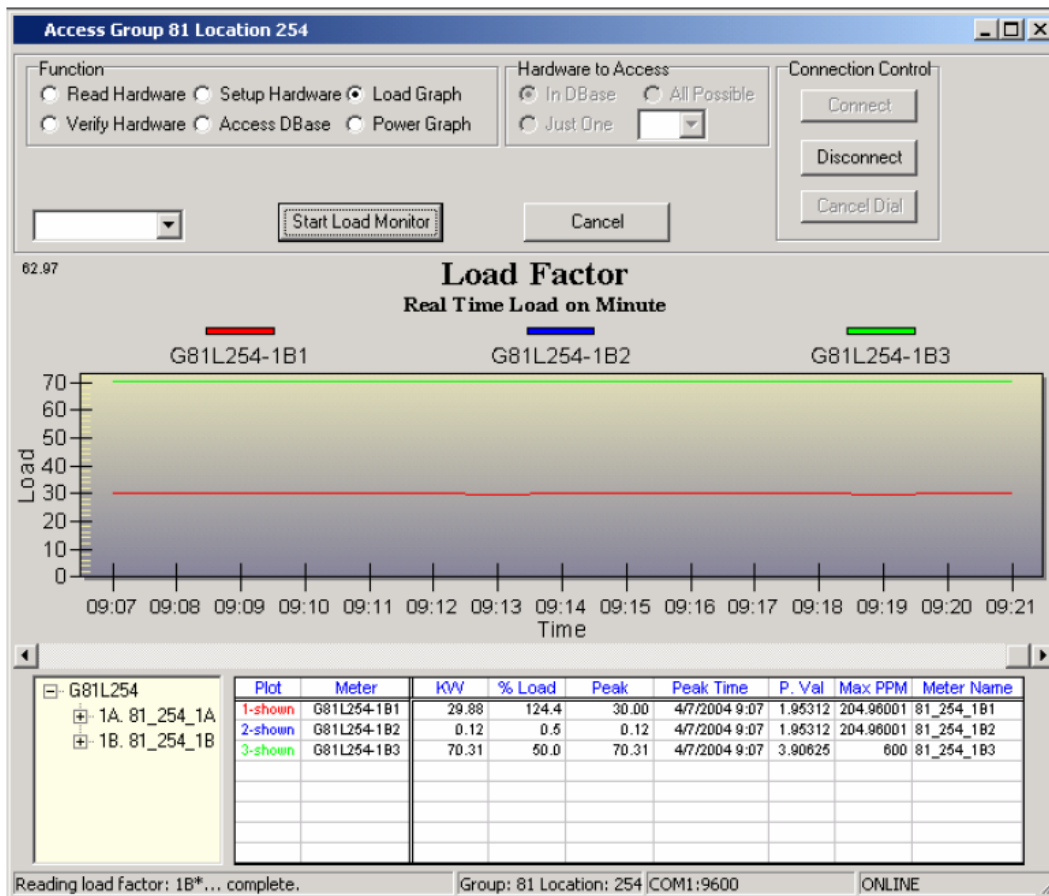 Access Group 81 Location 254
Function
Read Hardware Setup Hardware Load Graph
Verify Hardware Access DBase Power Graph
Hardware to Access
In DBase All Possible
Just One
Connection Control
Connect
Disconnect
Cancel Dial
Start Load Monitor Cancel
62.97
Load Factor
Real Time Load on Minute
G81L254-1B1 G81L254-1B2 G81L254-1B3
Load
70
60
50
40
30
20
10
0
09:07 09:08 09:09 09:10 09:11 09:12 09:13 09:14 09:15 09:16 09:17 09:18 09:19 09:20 09:21
Time
G81L254
1A. 81_254_1A
1B. 81_254_1B
Plot Meter KW % Load Peak Peak Time P. Val Max PPM Meter Name
1-shown G81L254-1B1 29.88 124.4 30.00 4/7/2004 9:07 1.95312 204.96001 81_254_1B1
2-shown G81L254-1B2 0.12 0.5 0.12 4/7/2004 9:07 1.95312 204.96001 81_254_1B2
3-shown G81L254-1B3 70.31 50.0 70.31 4/7/2004 9:07 3.90625 600 81_254_1B3
Reading load factor: 1B*... complete. Group: 81 Location: 254 COM1:9600 ONLINE